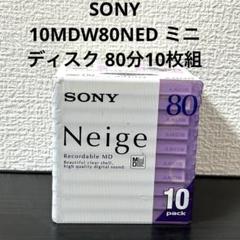 SONY
10MDW80NED ミニ
ディスク 80分10枚組
SONY
80
Neige
Recordable MD
Beautiful clear shell,
high quality digital sound.
10
pack